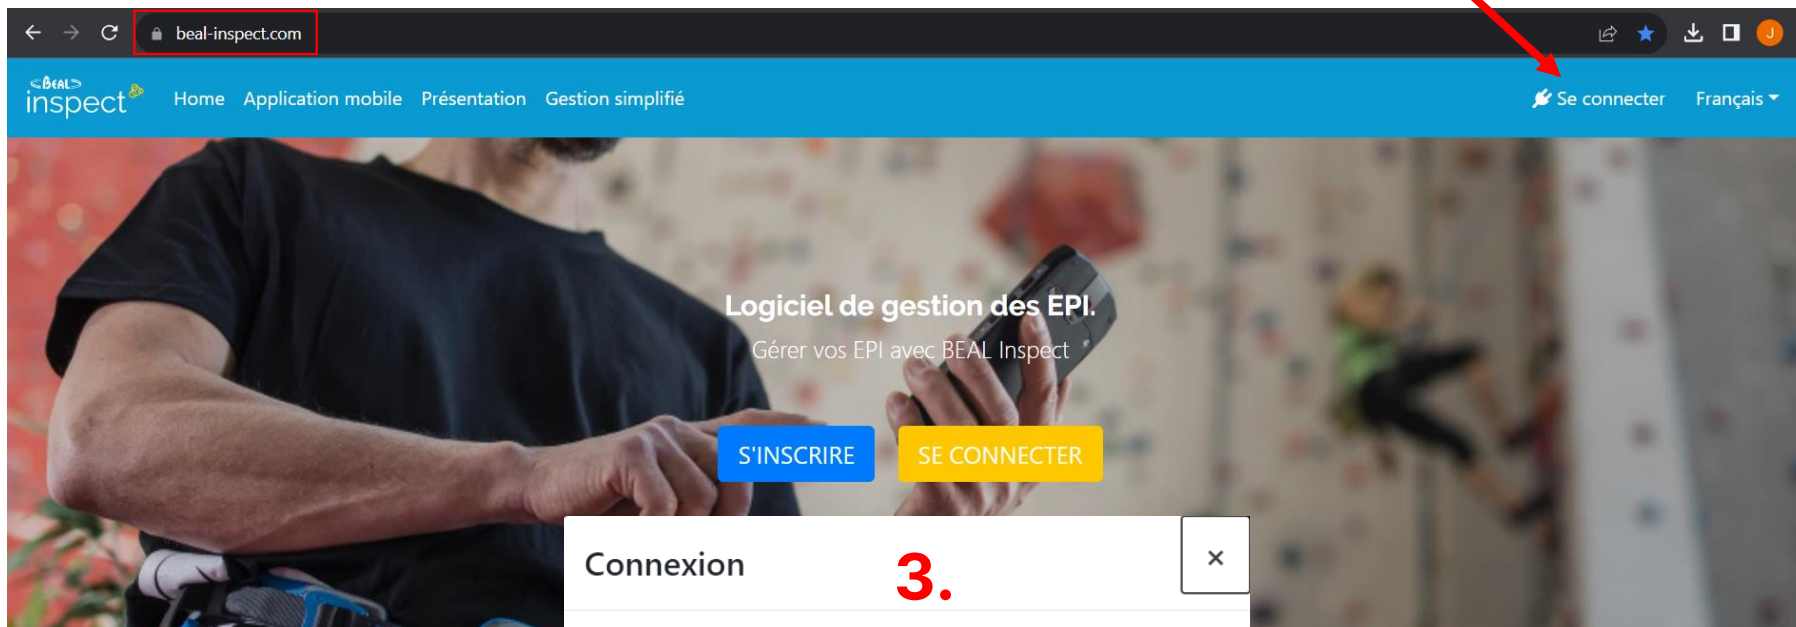 beal-inspect.com
J
BEAL
inspect
Home Application mobile Présentation Gestion simplifié
Se connecter Français
Logiciel de gestion des EPI.
Gérer vos EPI avec BEAL Inspect
S'INSCRIRE SE CONNECTER
Connexion
3.
×